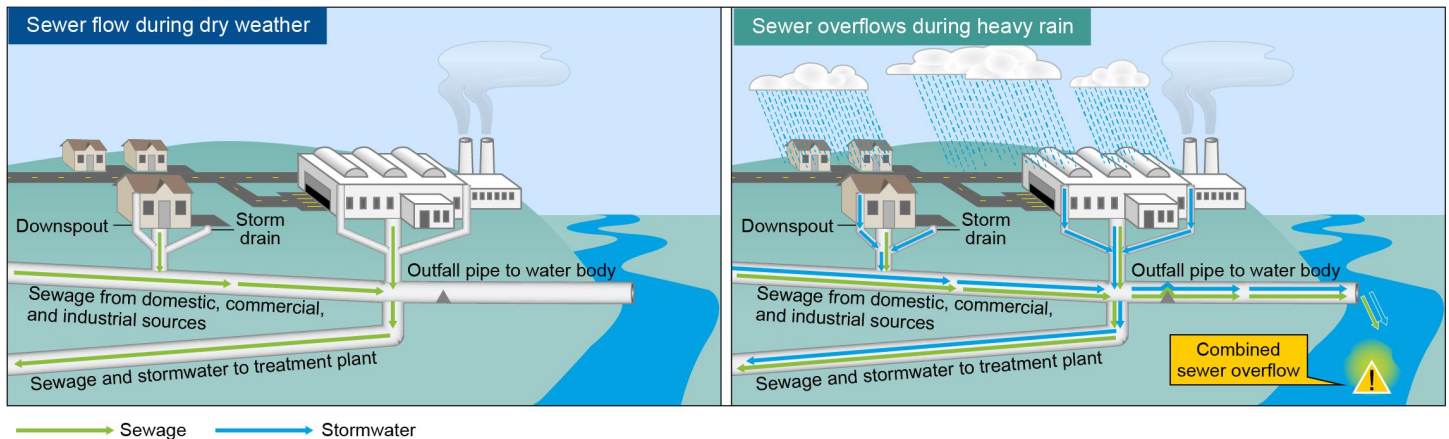 Sewer flow during dry weather
Downspout
Storm
drain
Outfall pipe to water body
Sewage from domestic, commercial,
and industrial sources
Sewage and stormwater to treatment plant
Sewer overflows during heavy rain
Downspout
Storm
drain
Outfall pipe to water body
Sewage from domestic, commercial,
and industrial sources
Sewage and stormwater to treatment plant
Combined
sewer overflow
!
Sewage
Stormwater